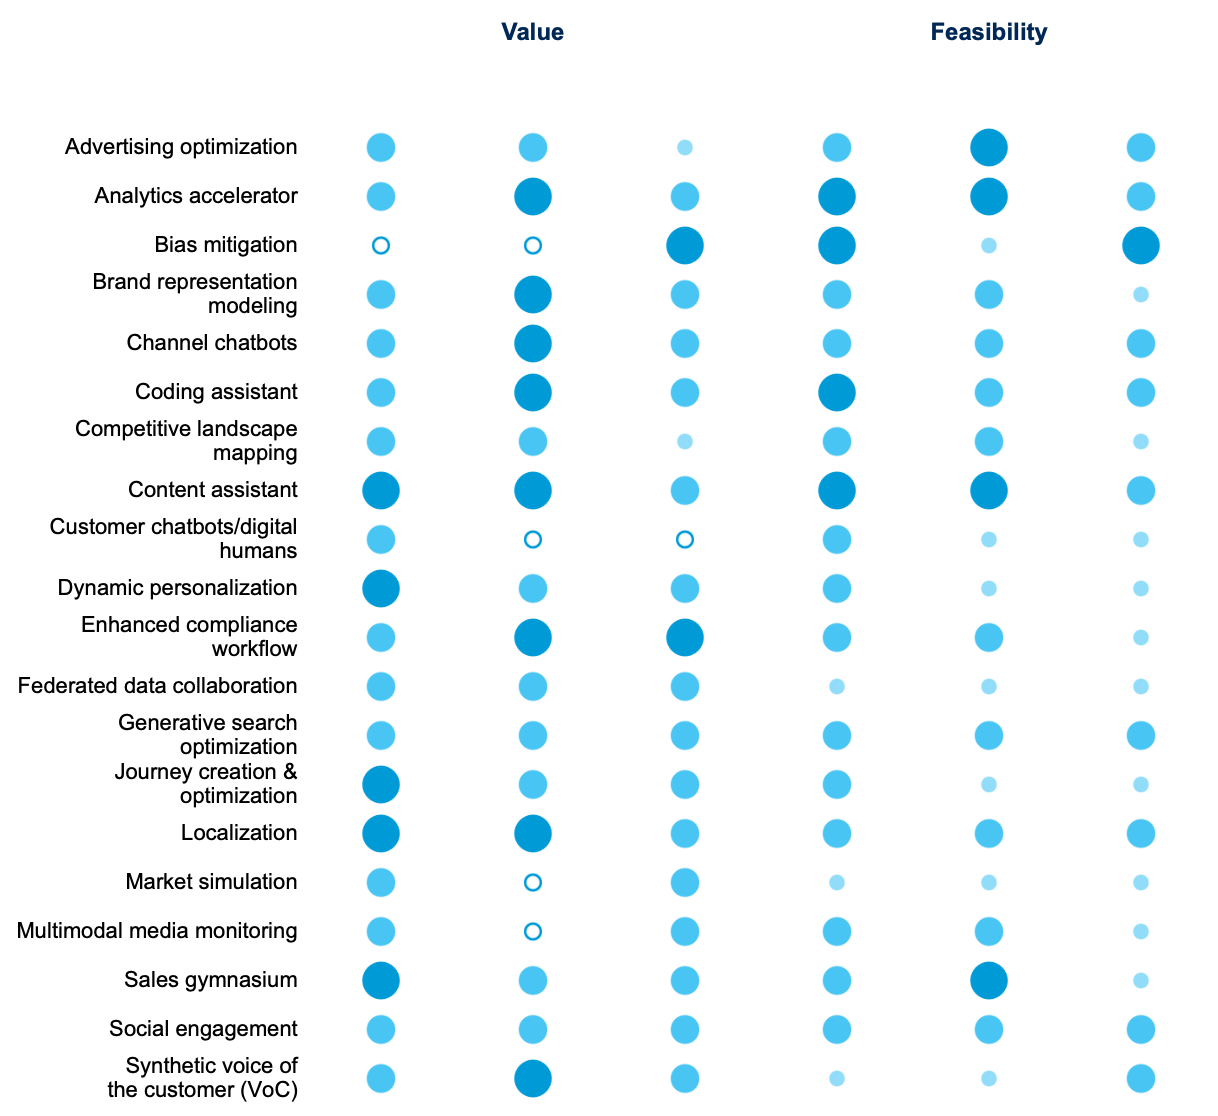 Value
Feasibility
Advertising optimization
Analytics accelerator
Bias mitigation
Brand representation
modeling
Channel chatbots
Coding assistant
Competitive landscape
mapping
Content assistant
Customer chatbots/digital
humans
Dynamic personalization
Enhanced compliance
workflow
Federated data collaboration
Generative search
optimization
Journey creation &
optimization
Localization
Market simulation
Multimodal media monitoring
Sales gymnasium
Social engagement
Synthetic voice of
the customer (VoC)